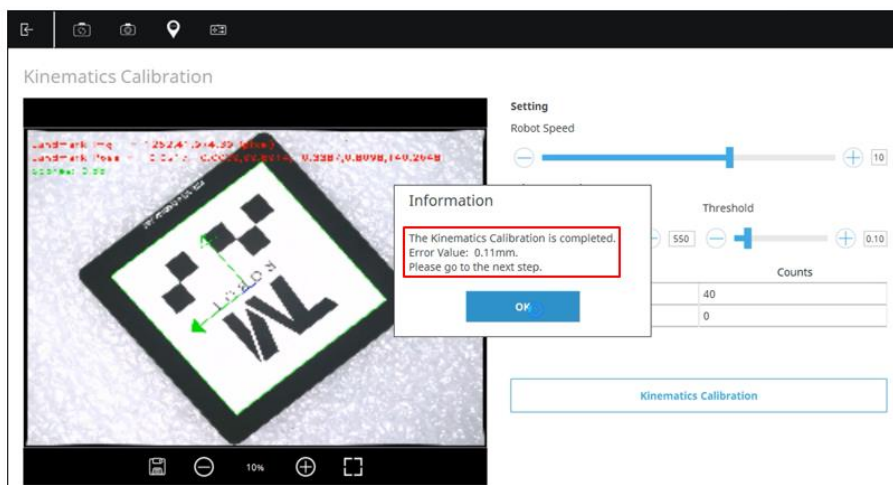 Kinematics Calibration
Setting
Robot Speed
10
Information
The Kinematics Calibration is completed.
Error Value: 0.11mm.
Please go to the next step.
OK
Threshold
550
0.10
Counts
40
0
Kinematics Calibration
10%